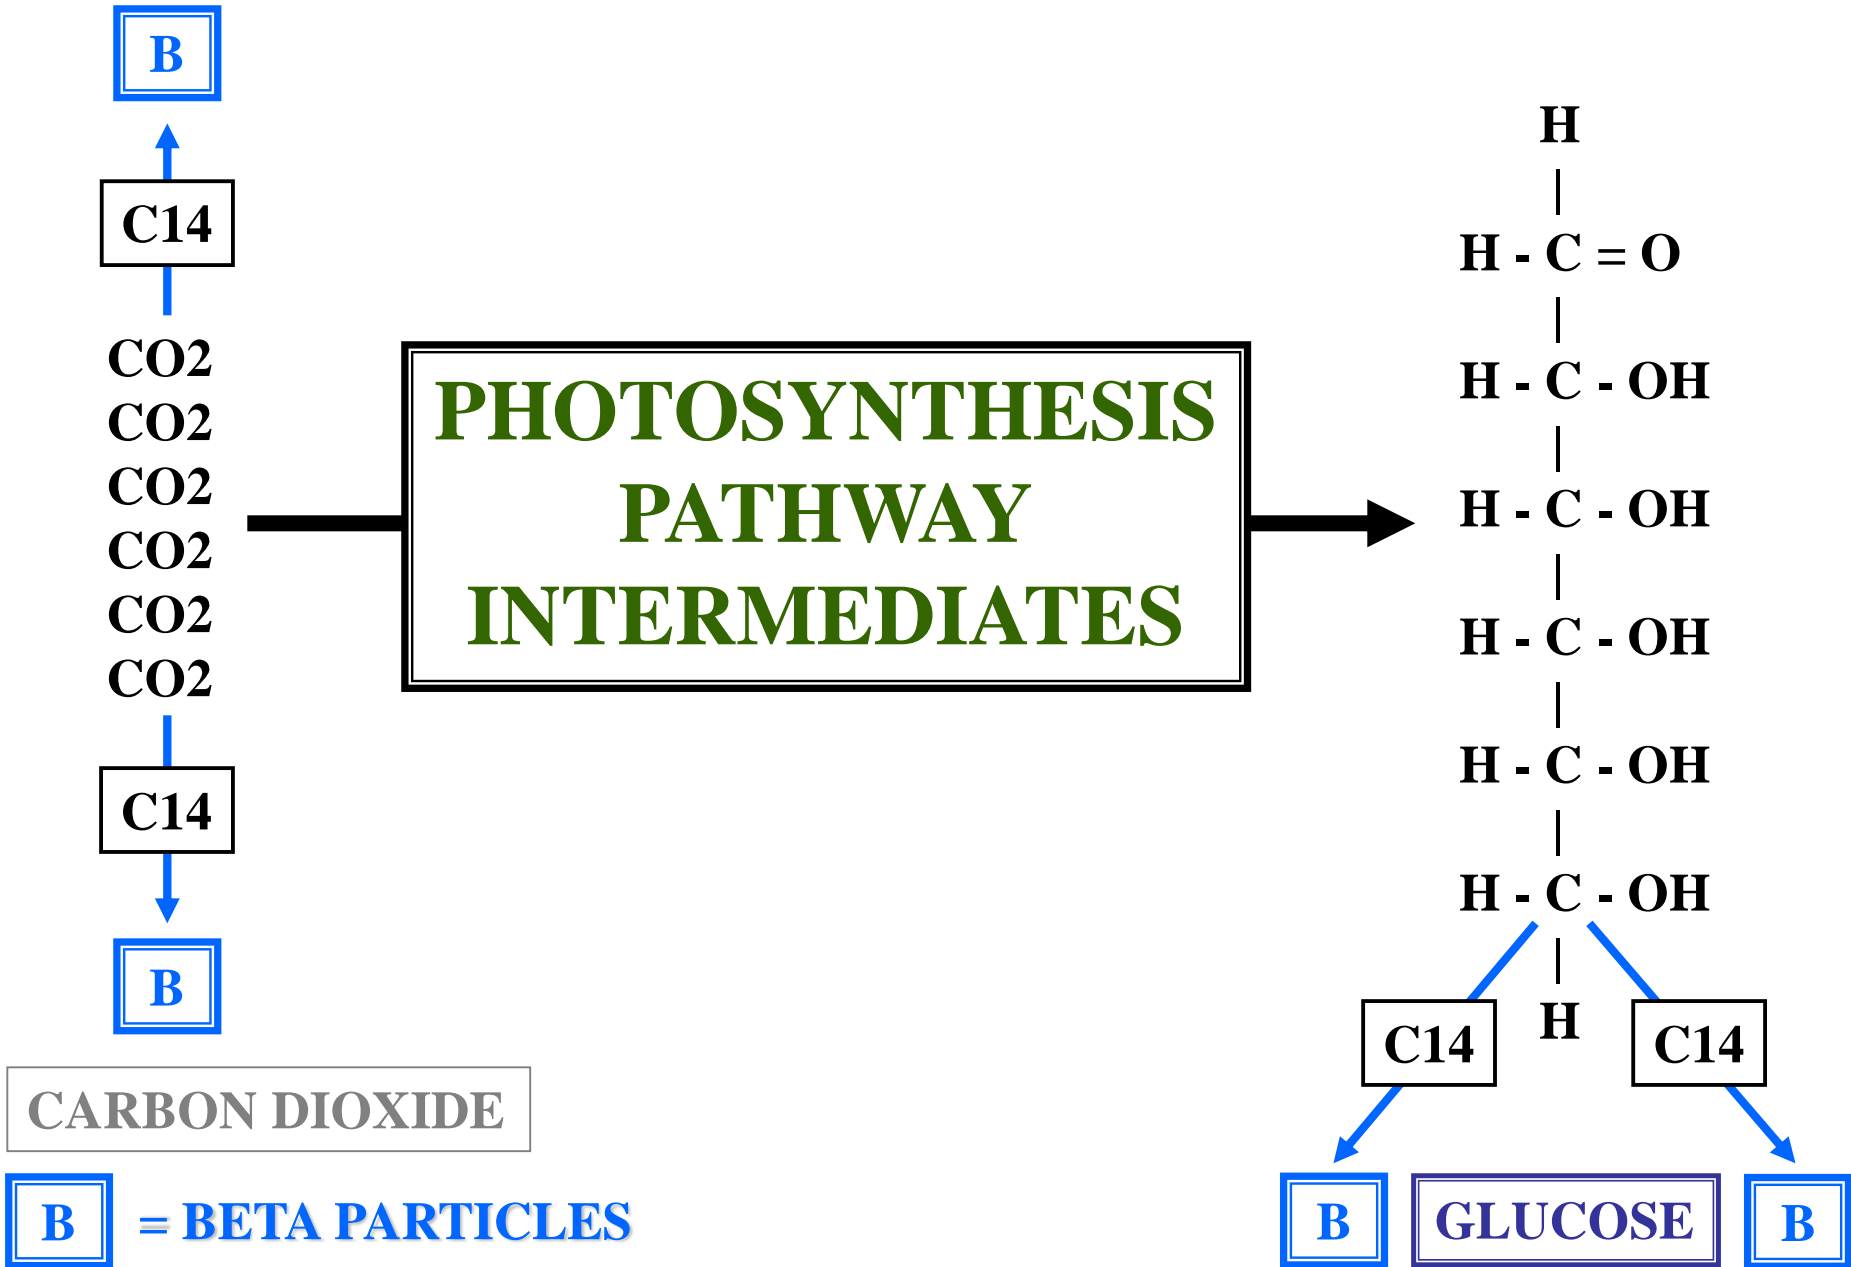 B
C14
CO2
CO2
CO2
CO2
CO2
CO2
C14
B
CARBON DIOXIDE
B = BETA PARTICLES
PHOTOSYNTHESIS
PATHWAY
INTERMEDIATES
H
H - C = O
H - C - OH
H - C - OH
H - C - OH
H - C - OH
H - C - OH
C14 H C14
B GLUCOSE B